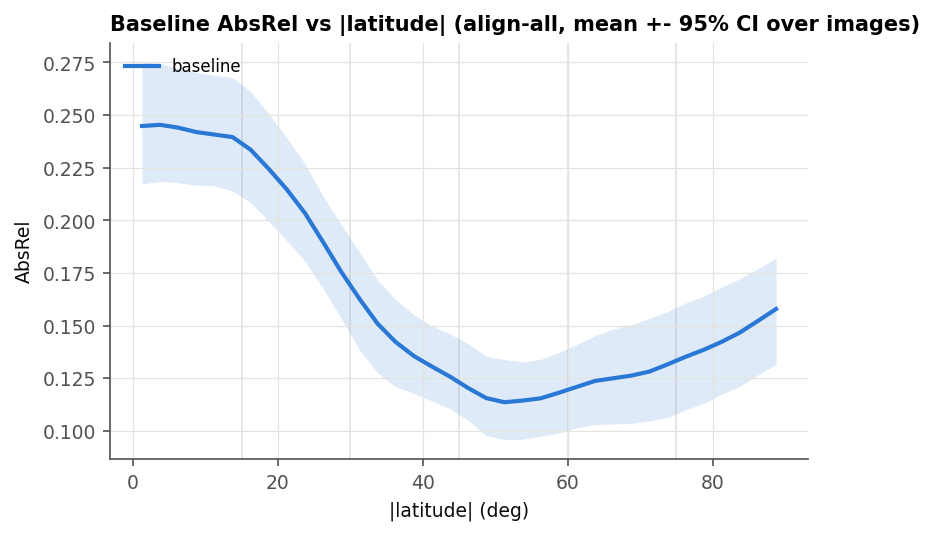 Baseline AbsRel vs |latitude| (align-all, mean +- 95% CI over images)
baseline
0.275
0.250
0.225
0.200
0.175
0.150
0.125
0.100
AbsRel
0 20 40 60 80
|latitude| (deg)